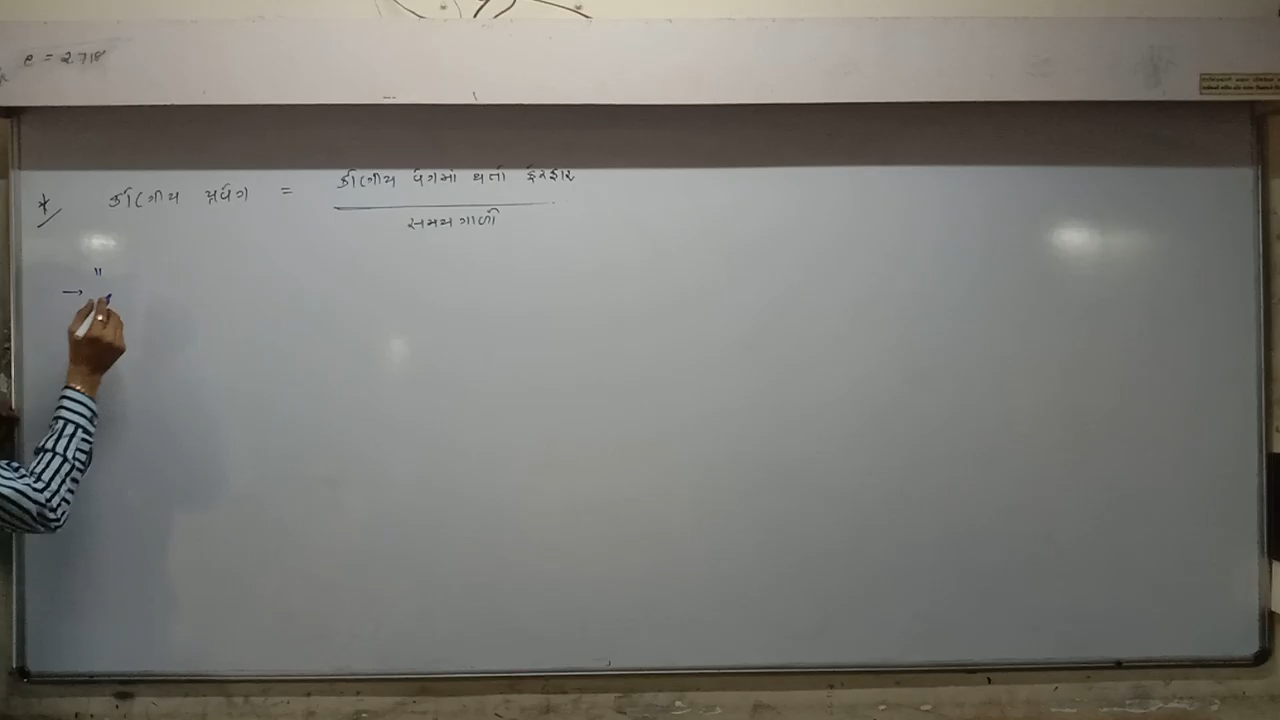 e = 2.718
* કોણીય પ્રવેગ = કોણીય વેગમાં થતો ફેરફાર
સમયગાળો
→ "